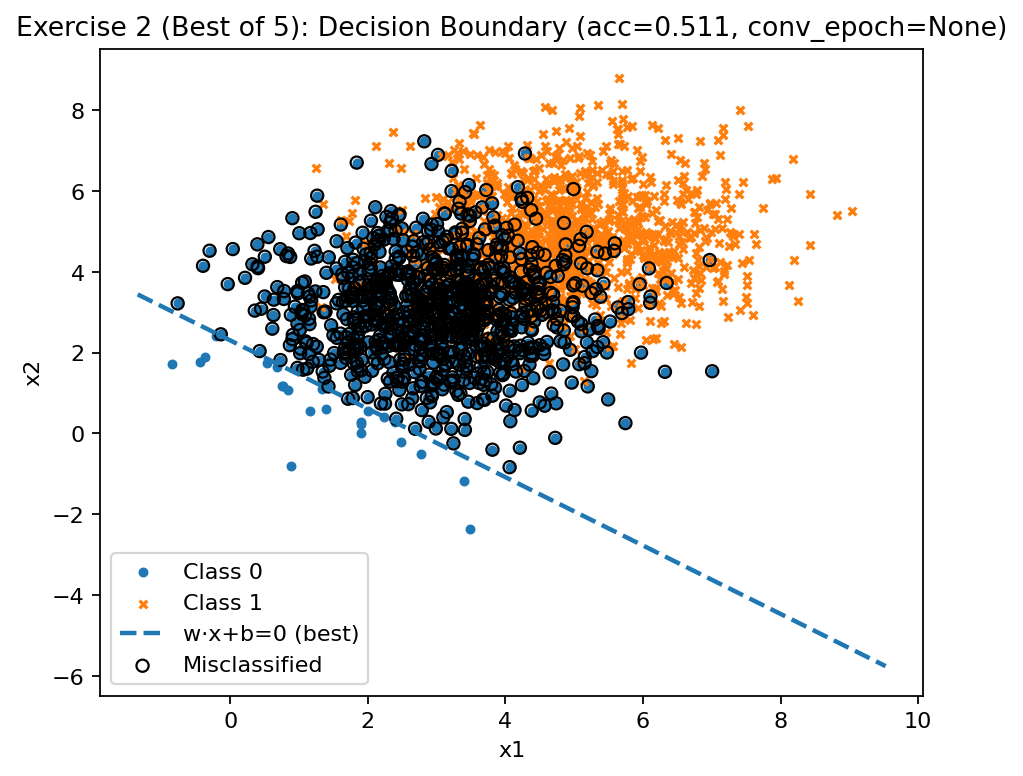 Exercise 2 (Best of 5): Decision Boundary (acc=0.511, conv_epoch=None)
x2
8
6
4
2
0
−2
−4
−6
Class 0
Class 1
w·x+b=0 (best)
Misclassified
0
2
4
6
8
10
x1